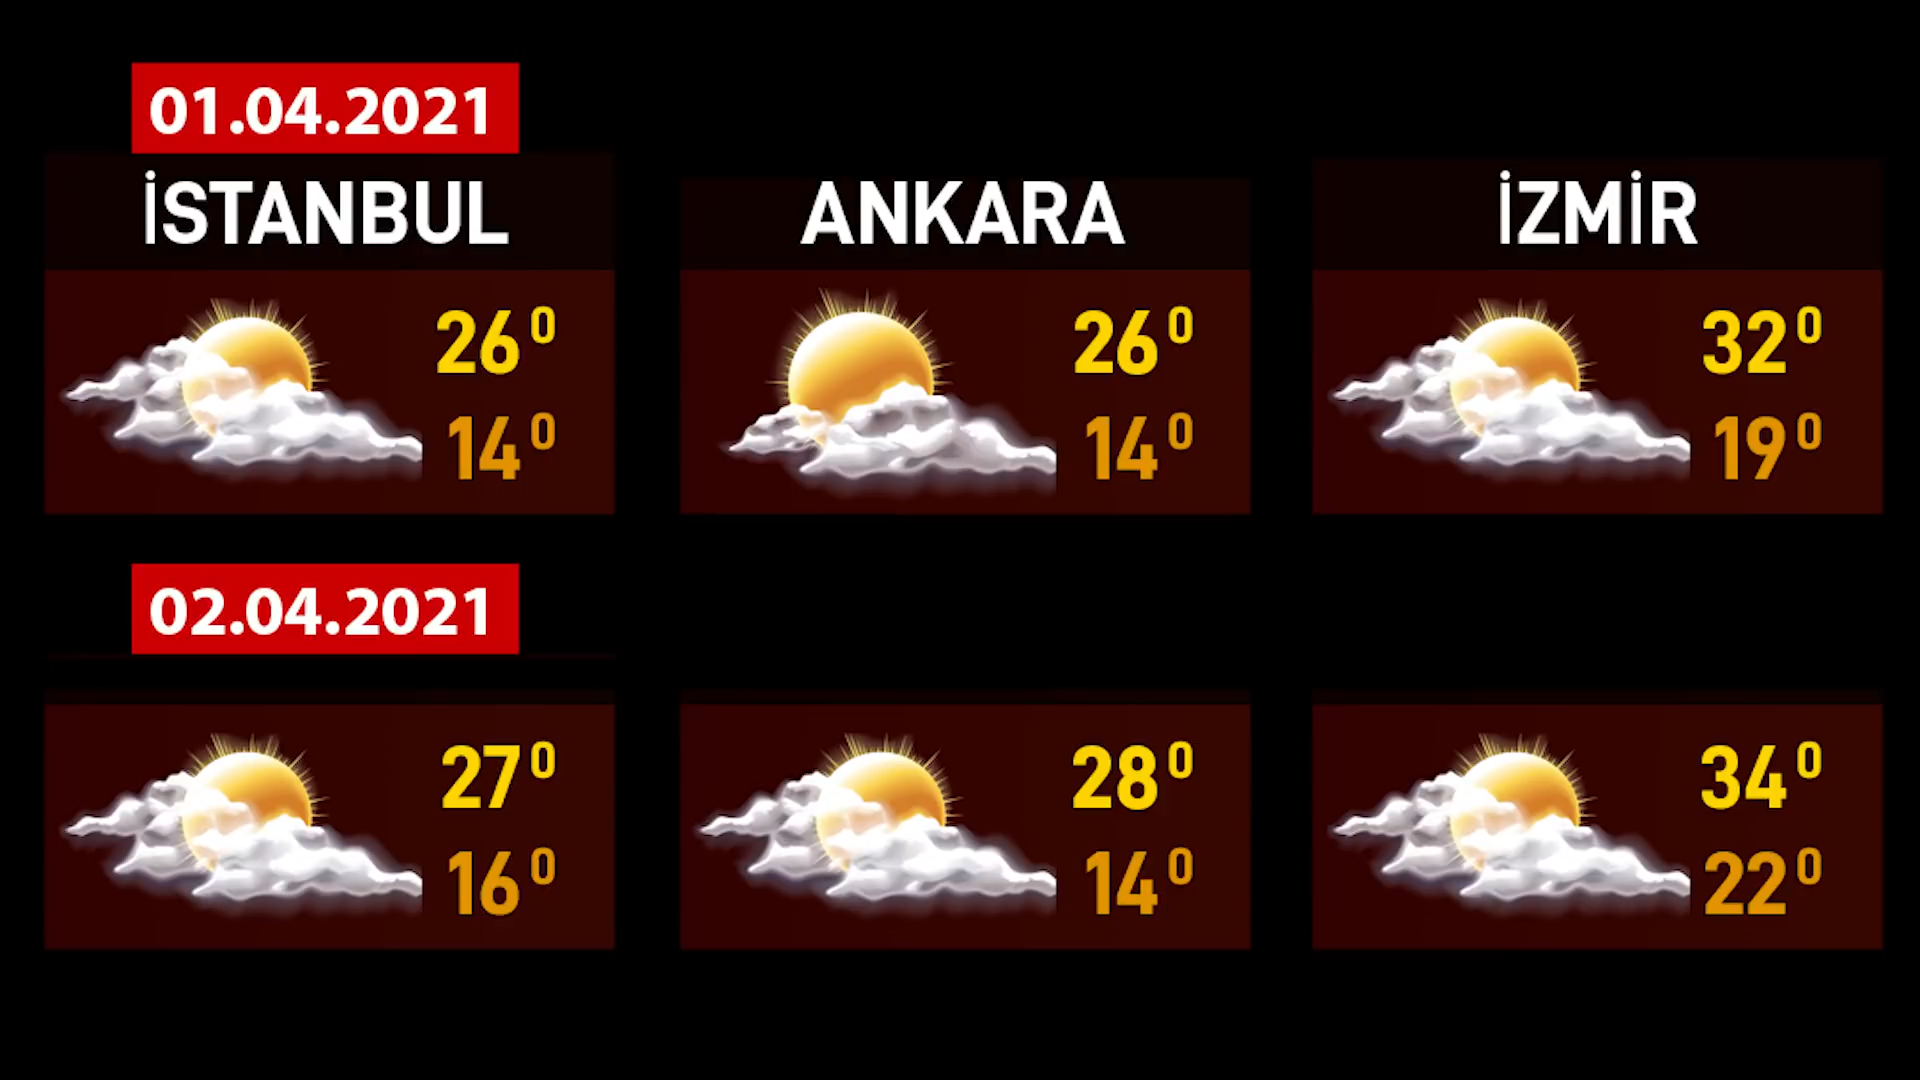 01.04.2021
İSTANBUL ANKARA İZMİR
26⁰ 26⁰ 32⁰
14⁰ 14⁰ 19⁰
02.04.2021
27⁰ 28⁰ 34⁰
16⁰ 14⁰ 22⁰